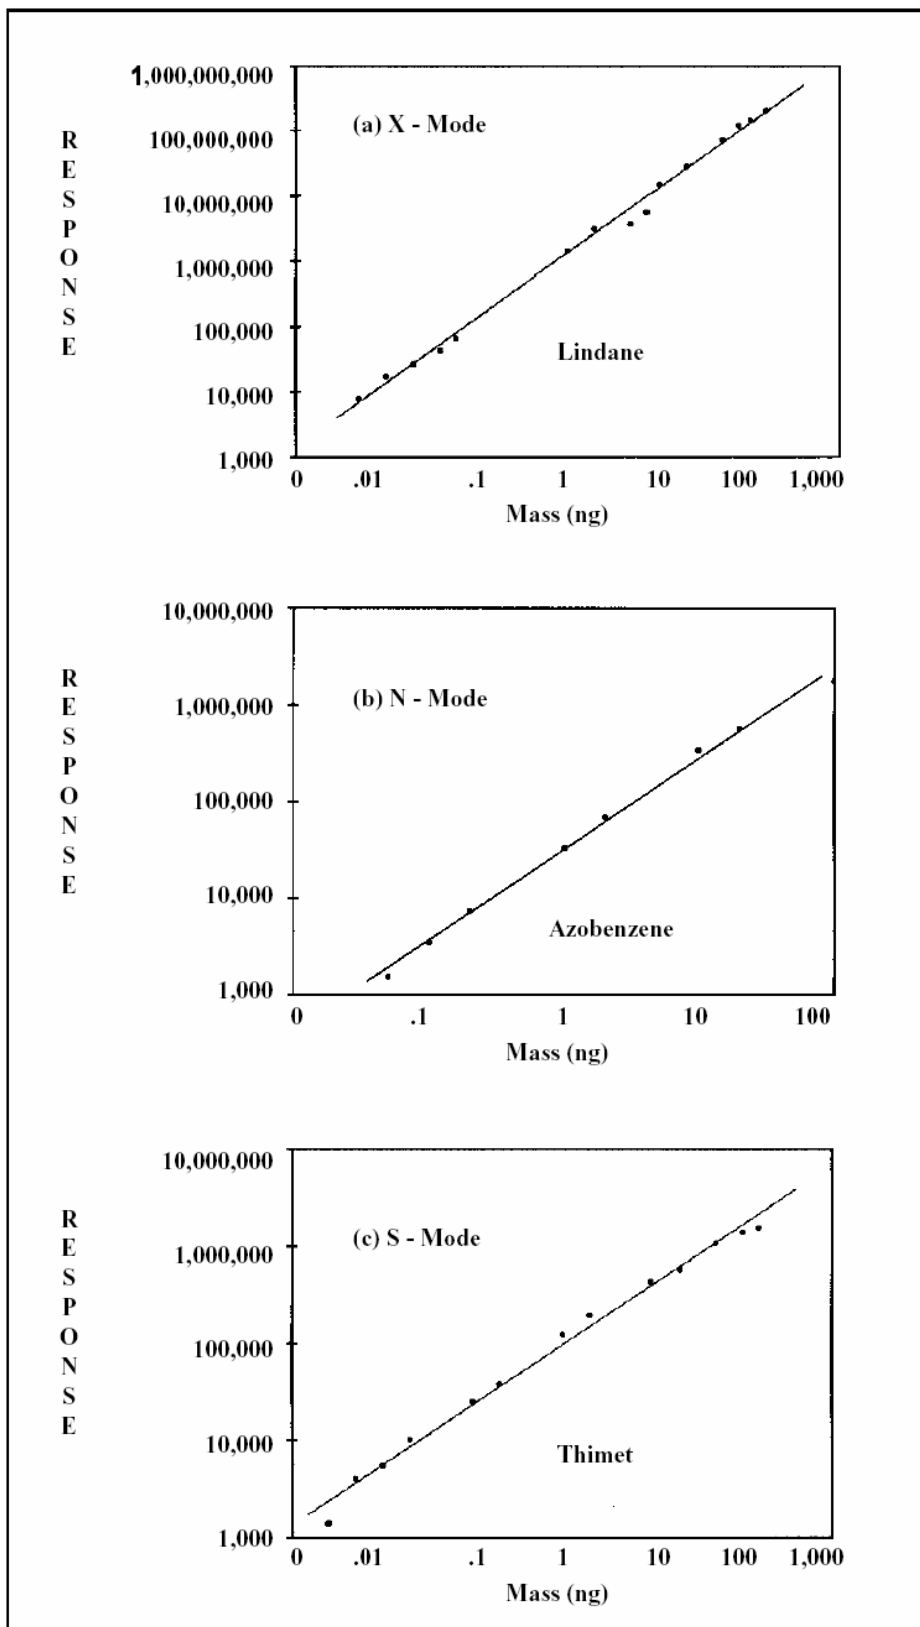 1,000,000,000
(a) X - Mode
100,000,000
10,000,000
1,000,000
100,000
10,000
1,000
RESPONSE
Lindane
0 .01 .1 1 10 100 1,000
Mass (ng)
10,000,000
(b) N - Mode
1,000,000
100,000
10,000
1,000
RESPONSE
Azobenzene
0 .1 1 10 100
Mass (ng)
10,000,000
(c) S - Mode
1,000,000
100,000
10,000
1,000
RESPONSE
Thimet
0 .01 .1 1 10 100 1,000
Mass (ng)